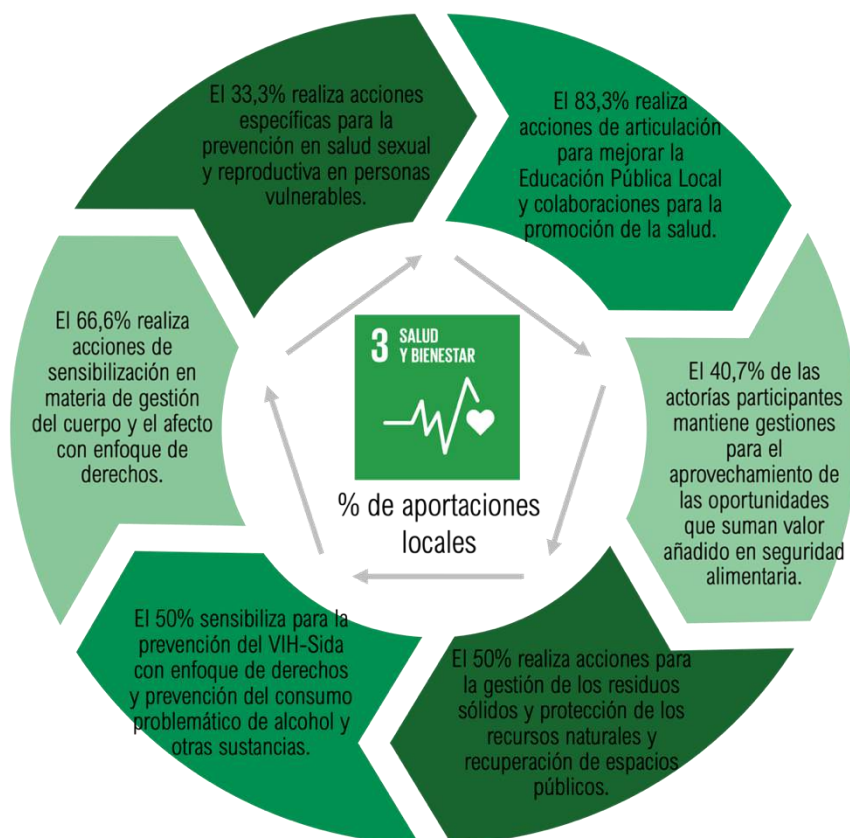 El 33,3% realiza acciones
específicas para la
prevención en salud sexual
y reproductiva en personas
vulnerables.
El 83,3% realiza
acciones de articulación
para mejorar la
Educación Pública Local
y colaboraciones para la
promoción de la salud.
El 40,7% de las
actorías participantes
mantiene gestiones
para el
aprovechamiento de
las oportunidades
que suman valor
añadido en seguridad
alimentaria.
El 50% realiza acciones para
la gestión de los residuos
sólidos y protección de los
recursos naturales y
recuperación de espacios
públicos.
El 50% sensibiliza para la
prevención del VIH-Sida
con enfoque de derechos
y prevención del consumo
problemático de alcohol y
otras sustancias.
El 66,6% realiza
acciones de
sensibilización en
materia de gestión
del cuerpo y el afecto
con enfoque de
derechos.
3 SALUD
Y BIENESTAR
% de aportaciones
locales